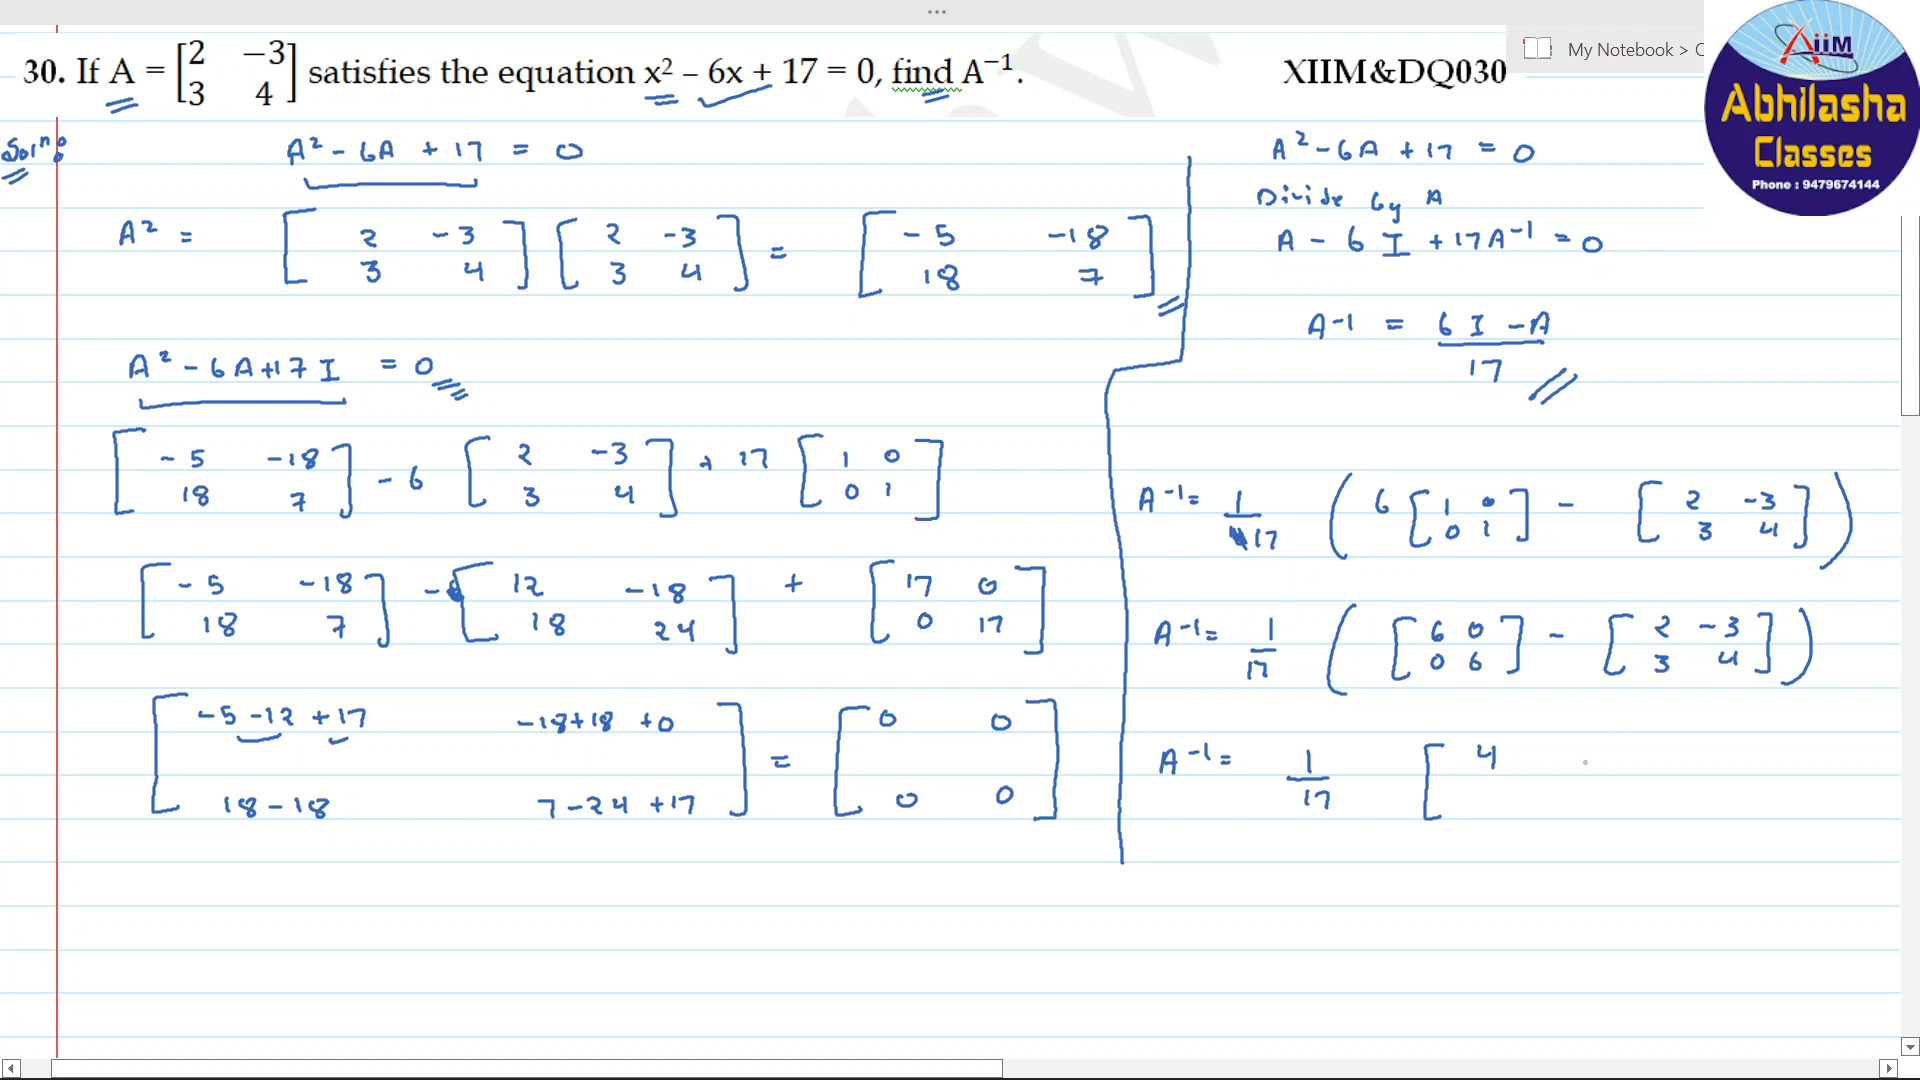 30. If A = [2 −3 3 4] satisfies the equation x² – 6x + 17 = 0, find A⁻¹. XIIM&DQ030
My Notebook > C
AIIM
Abhilasha
Classes
Phone : 9479674144
Solⁿ:
A² - 6A + 17 = 0
A² = [2 -3 3 4] [2 -3 3 4] = [-5 -18 18 7]
A² - 6A + 17 I = 0
[-5 -18 18 7] - 6 [2 -3 3 4] + 17 [1 0 0 1]
[-5 -18 18 7] - [12 -18 18 24] + [17 0 0 17]
[-5 -12 +17 -18+18 +0 18-18 7-24 +17] = [0 0 0 0]
A² - 6A + 17 = 0
Divide by A
A - 6 I + 17A⁻¹ = 0
A⁻¹ = 6 I - A / 17
A⁻¹ = 1/17 ( 6 [1 0 0 1] - [2 -3 3 4] )
A⁻¹ = 1/17 ( [6 0 0 6] - [2 -3 3 4] )
A⁻¹ = 1/17 [ 4